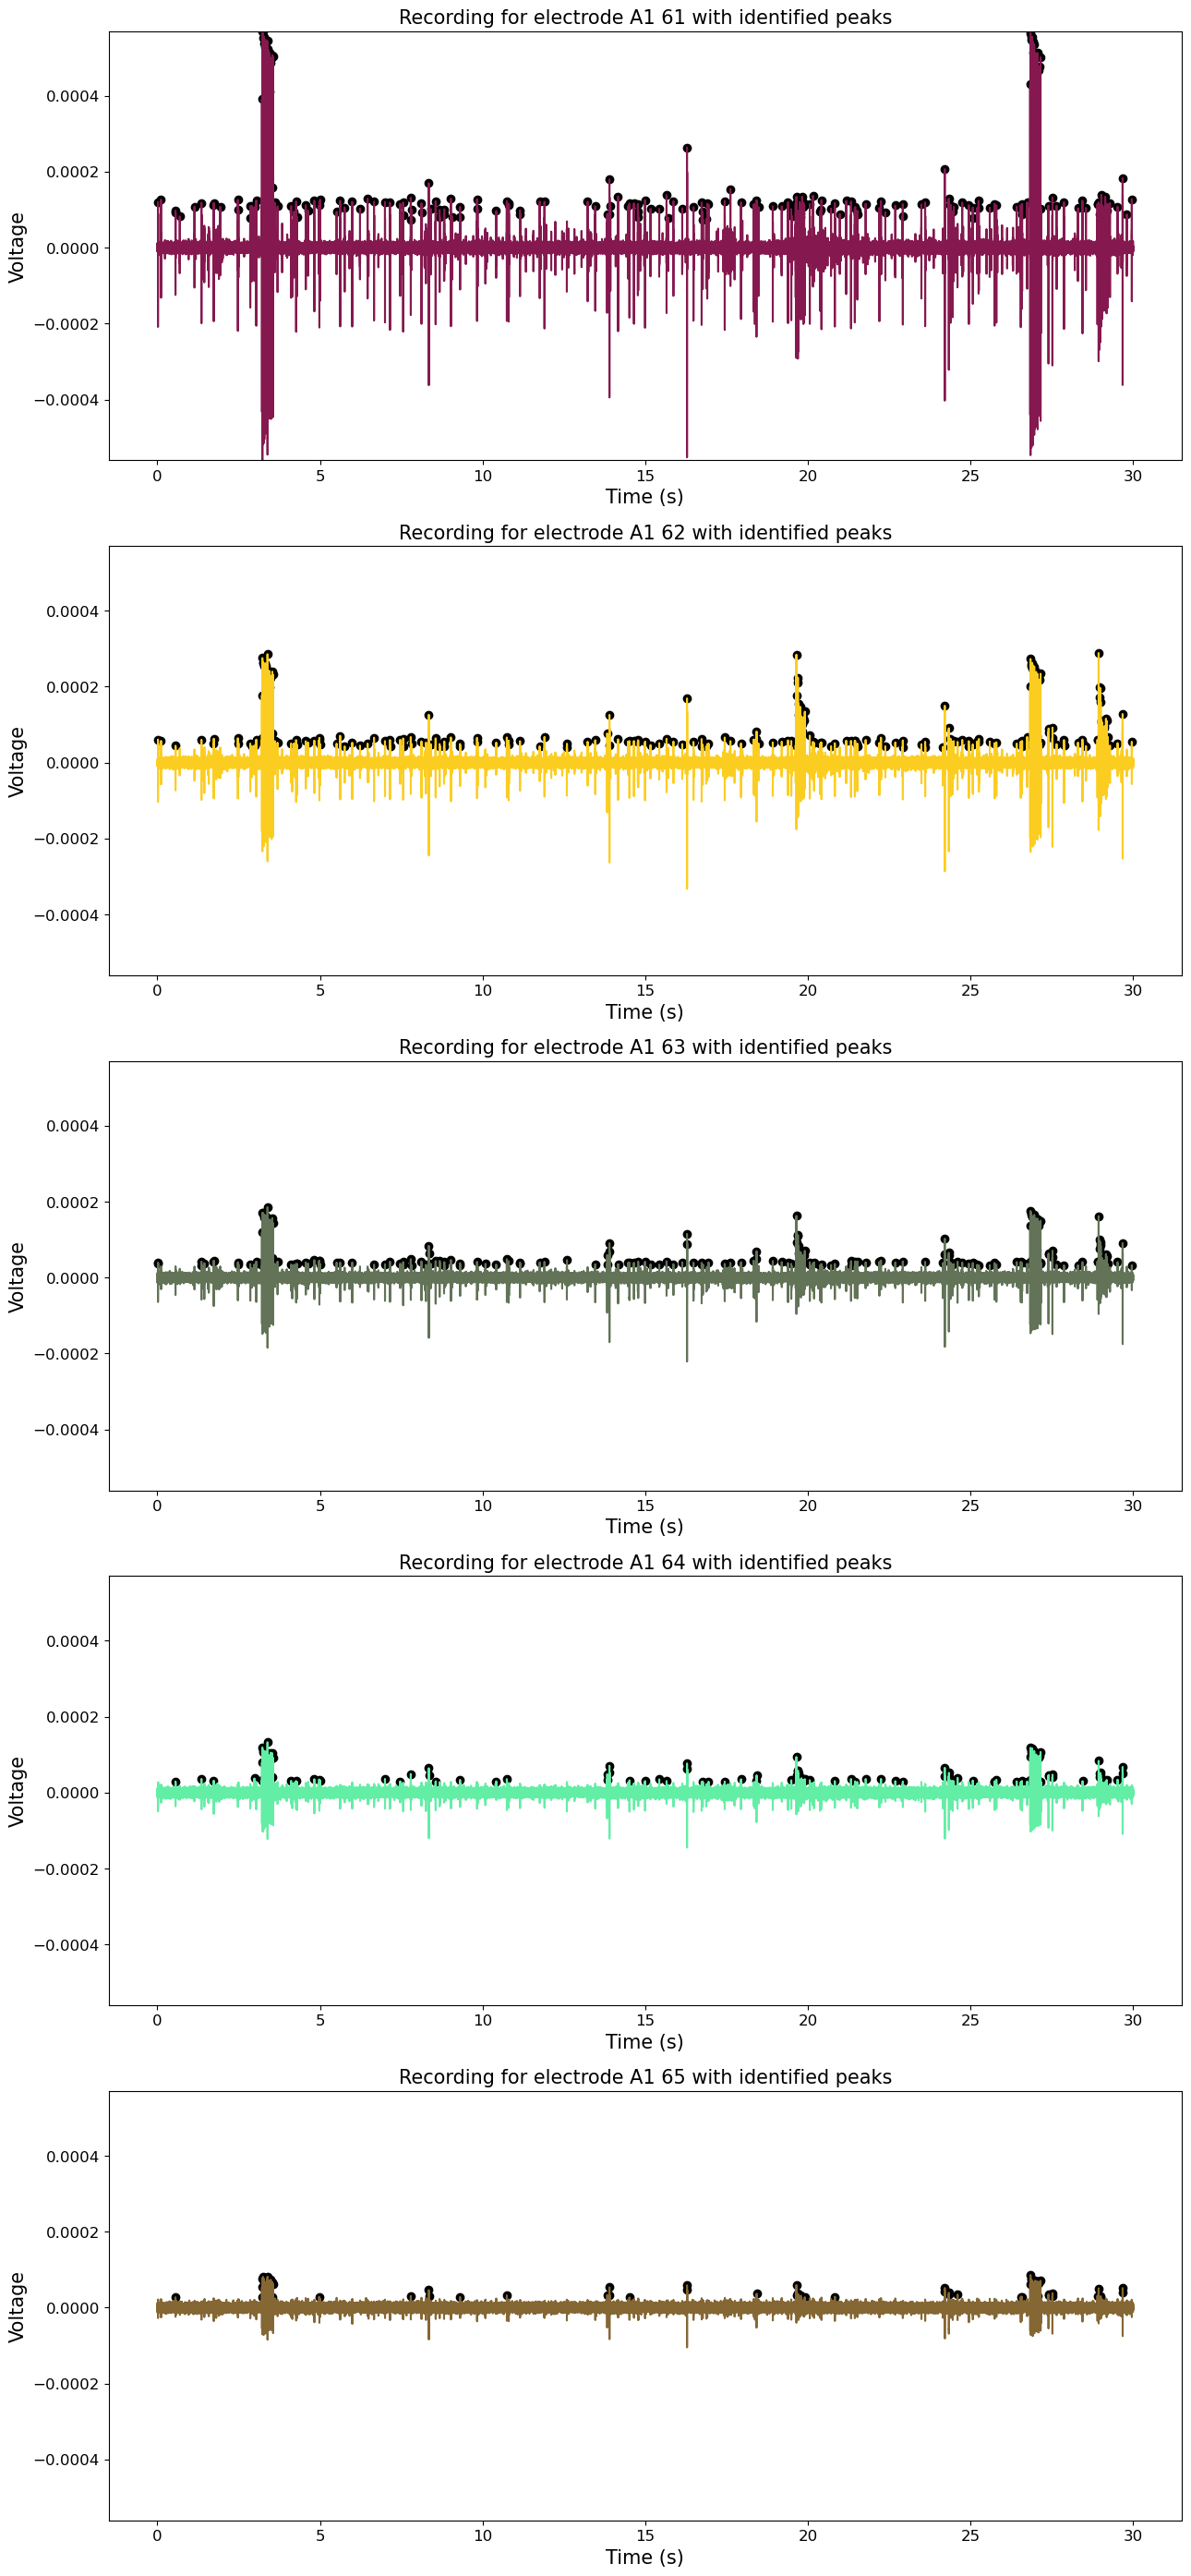 Recording for electrode A1 61 with identified peaks
0.0004
0.0002
0.0000
−0.0002
−0.0004
Voltage
0 5 10 15 20 25 30
Time (s)
Recording for electrode A1 62 with identified peaks
0.0004
0.0002
0.0000
−0.0002
−0.0004
Voltage
0 5 10 15 20 25 30
Time (s)
Recording for electrode A1 63 with identified peaks
0.0004
0.0002
0.0000
−0.0002
−0.0004
Voltage
0 5 10 15 20 25 30
Time (s)
Recording for electrode A1 64 with identified peaks
0.0004
0.0002
0.0000
−0.0002
−0.0004
Voltage
0 5 10 15 20 25 30
Time (s)
Recording for electrode A1 65 with identified peaks
0.0004
0.0002
0.0000
−0.0002
−0.0004
Voltage
0 5 10 15 20 25 30
Time (s)